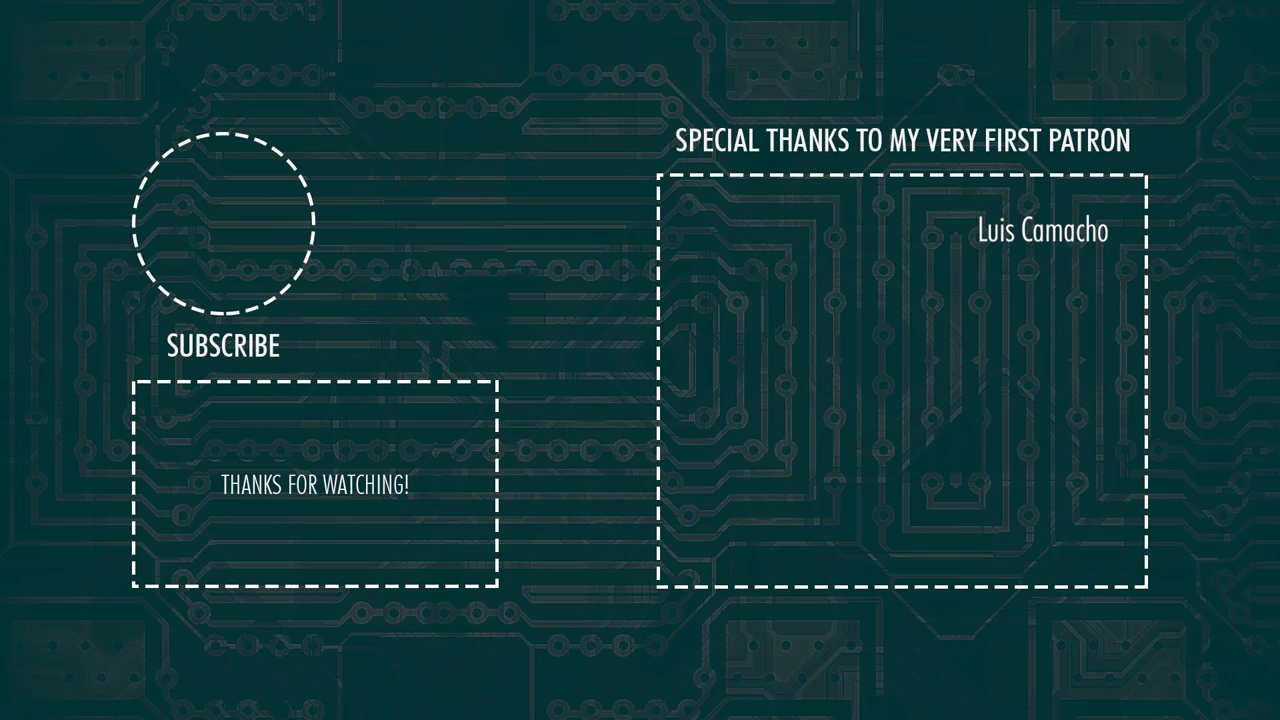 SPECIAL THANKS TO MY VERY FIRST PATRON
Luis Camacho
SUBSCRIBE
THANKS FOR WATCHING!